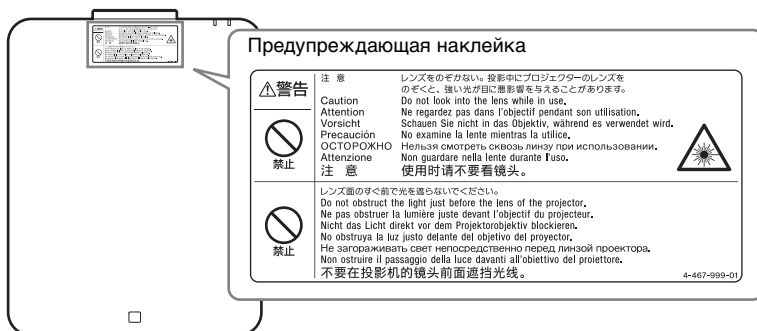 Предупреждающая наклейка
警告
注 意 レンズをのぞかない。投影中にプロジェクターのレンズを
のぞくと、強い光が目に悪影響を与えることがあります。
Caution Do not look into the lens while in use.
Attention Ne regardez pas dans l'objectif pendant son utilisation.
Vorsicht Schauen Sie nicht in das Objektiv, während es verwendet wird.
Precaución No examine la lente mientras la utilice.
ОСТОРОЖНО Нельзя смотреть сквозь линзу при использовании.
Attenzione Non guardare nella lente durante l'uso.
注 意 使用时请不要看镜头。
禁止
レンズ面のすぐ前で光を遮らないでください。
Do not obstruct the light just before the lens of the projector.
Ne pas obstruer la lumière juste devant l'objectif du projecteur.
Nicht das Licht direkt vor dem Projektorobjektiv blockieren.
No obstruya la luz justo delante del objetivo del proyector.
Не загораживать свет непосредственно перед линзой проектора.
Non ostruire il passaggio della luce davanti all'obiettivo del proiettore.
不要在投影机的镜头前面遮挡光线。
禁止
4-467-999-01